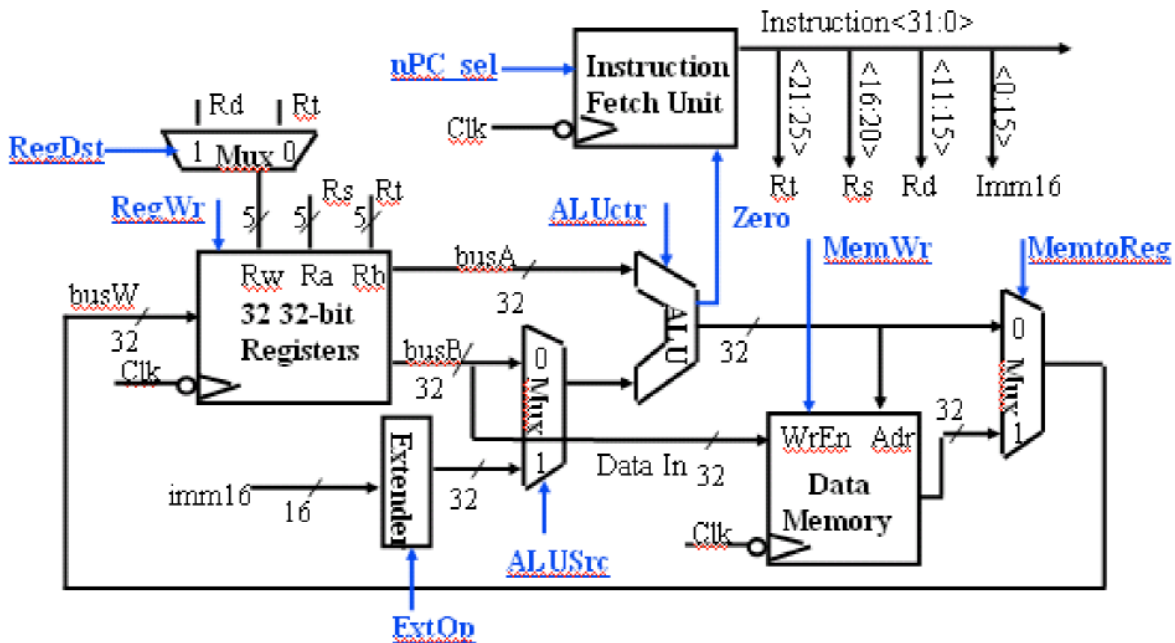 Instruction<31:0>
nPC sel
Instruction
Fetch Unit
Clk
<21:25>
<16:20>
<11:15>
<0:15>
Rt
Rs
Rd
Imm16
Rd
Rt
RegDst
1 Mux 0
RegWr
5
5
5
Rs
Rt
ALUctr
Zero
MemWr
MemtoReg
busW
32
Rw Ra Rb
32 32-bit
Registers
Clk
busA
32
busB
32
0
Mux
1
ALU
32
0
Mux
1
32
WrEn Adr
Data
Memory
Clk
Data In
32
imm16
16
Extender
32
ALUSrc
ExtOp